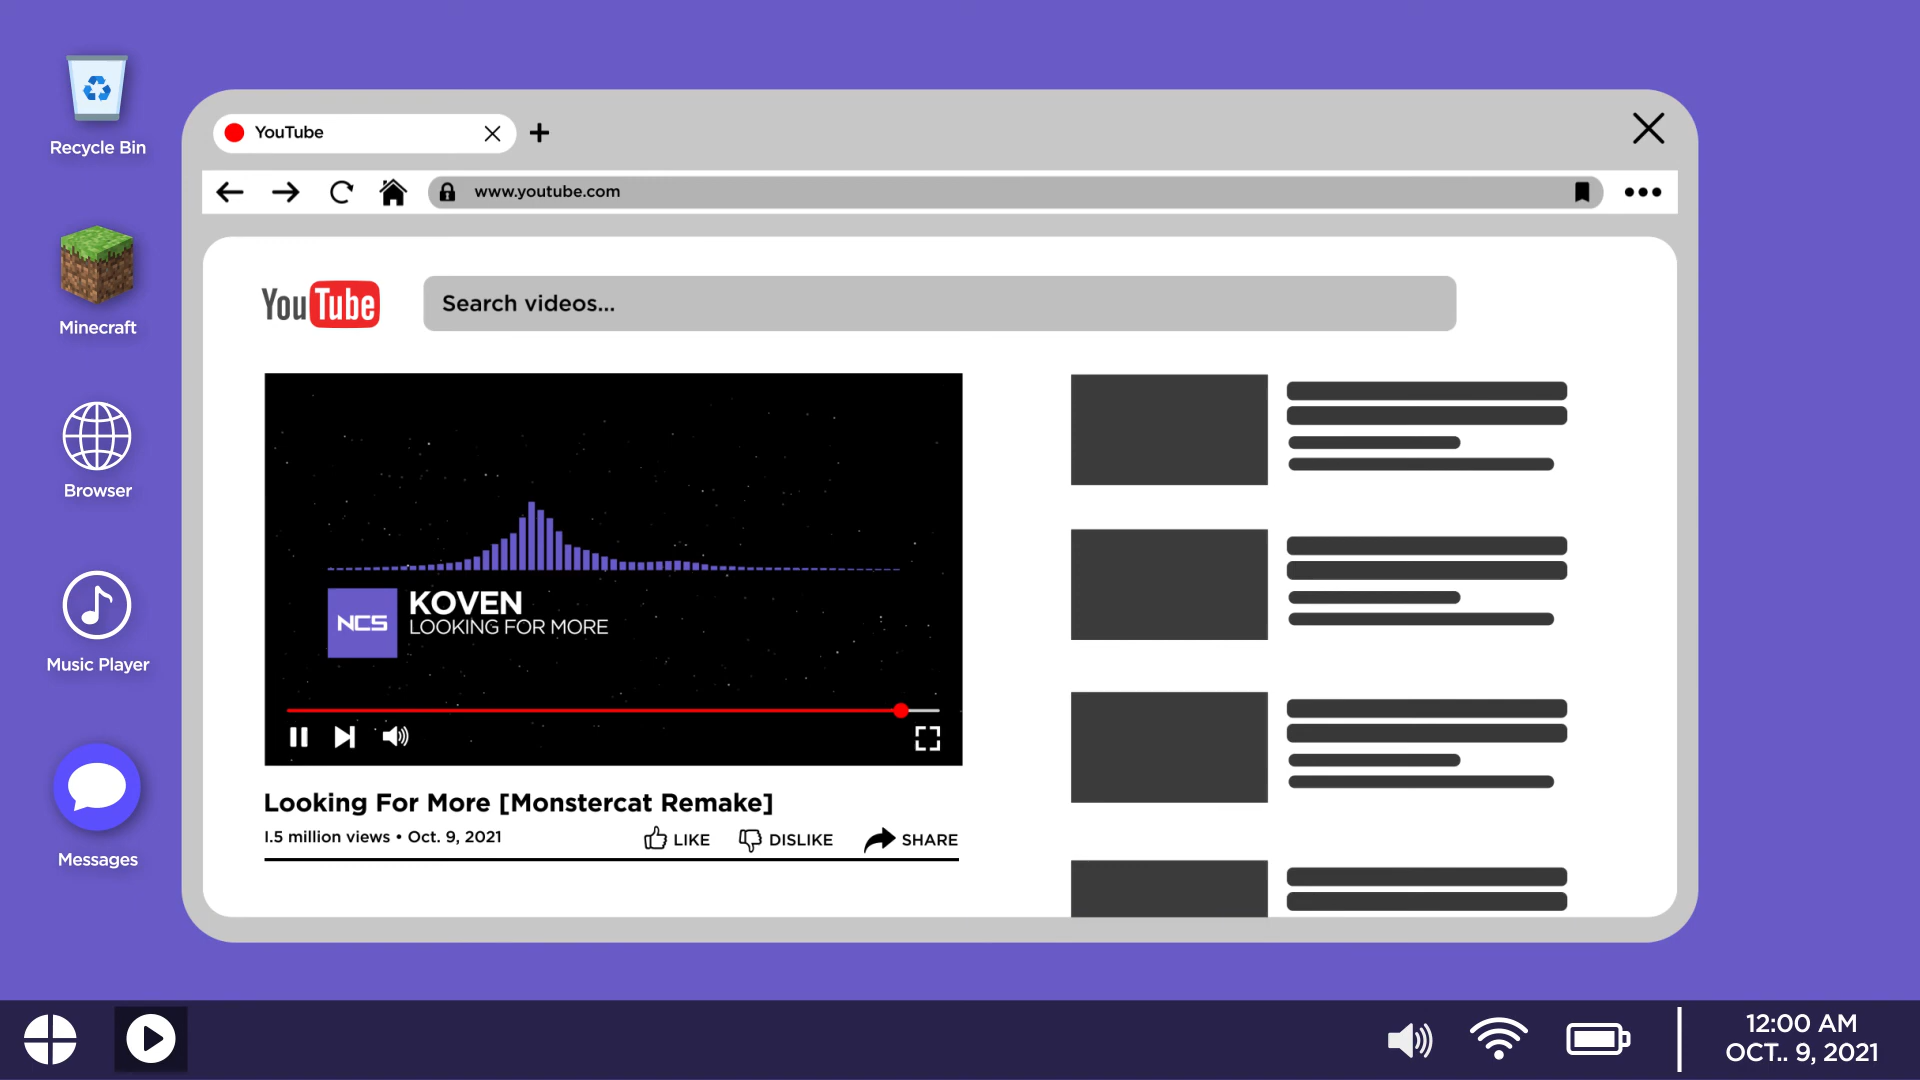 Recycle Bin
Minecraft
Browser
Music Player
Messages
YouTube
www.youtube.com
YouTube
Search videos...
NCS
KOVEN
LOOKING FOR MORE
Looking For More [Monstercat Remake]
1.5 million views • Oct. 9, 2021
LIKE
DISLIKE
SHARE
12:00 AM
OCT.. 9, 2021